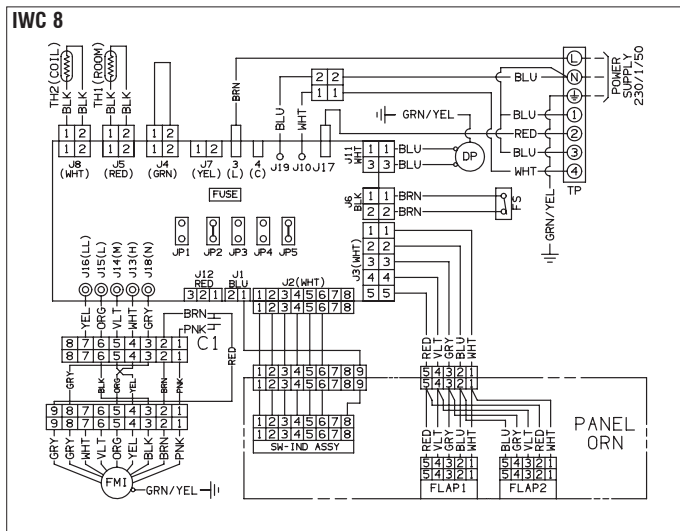 IWC 8
TH2(COIL)
BLK
BLK
TH1(ROOM)
BLK
BLK
1 2
1 2
J8
(WHT)
1 2
1 2
J5
(RED)
1 2
1 2
J4
(GRN)
1 2
J7
(YEL)
BRN
3
(L)
4
(C)
BLU
J19
WHT
J10
J17
2 2
1 1
FUSE
GRN/YEL
DP
J11
WHT
1 1
3 3
BLU
BLU
J6
BLK
1 1
2 2
BRN
BRN
FS
L
N
1
2
3
4
TP
BLU
BLU
RED
BLU
WHT
GRN/YEL
POWER
SUPPLY
230/1/50
JP1
JP2
JP3
JP4
JP5
J3(WHT)
1 1
2 2
3 3
4 4
5 5
J16(LL)
J15(L)
J14(M)
J13(H)
J18(N)
YEL
ORG
VLT
WHT
GRY
J12
RED
3 2 1
J1
BLU
2 1
J2(WHT)
1 2 3 4 5 6 7 8
1 2 3 4 5 6 7 8
BRN
PNK
C1
RED
8 7 6 5 4 3 2 1
8 7 6 5 4 3 2 1
GRY
BLK
ORG
YEL
BRN
PNK
9 8 7 6 5 4 3 2 1
9 8 7 6 5 4 3 2 1
GRY
GRY
WHT
VLT
ORG
YEL
BLK
BRN
PNK
FMI
GRN/YEL
1 2 3 4 5 6 7 8 9
1 2 3 4 5 6 7 8 9
1 2 3 4 5 6 7 8
1 2 3 4 5 6 7 8
SW-IND ASSY
RED
VLT
GRY
BLU
WHT
5 4 3 2 1
5 4 3 2 1
RED
VLT
GRY
BLU
WHT
BLU
GRY
VLT
RED
WHT
5 4 3 2 1
5 4 3 2 1
FLAP1
5 4 3 2 1
5 4 3 2 1
FLAP2
PANEL
ORN